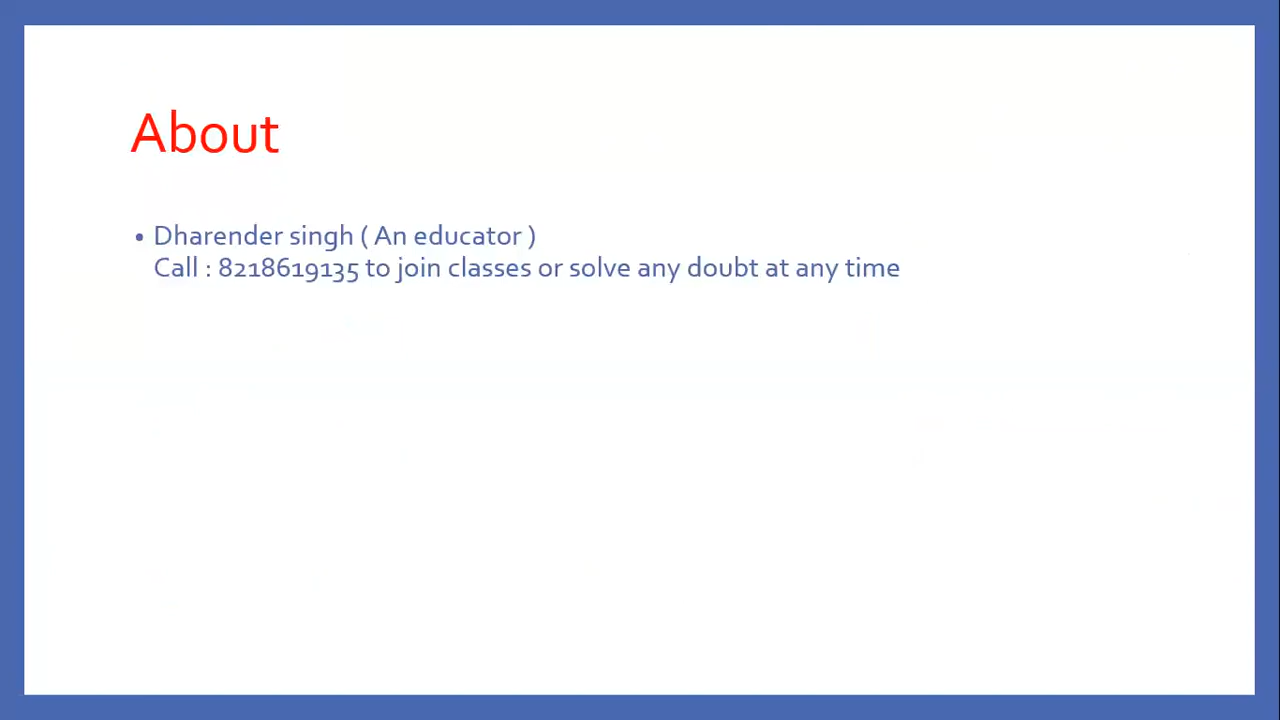 About
• Dharender singh ( An educator )
Call : 8218619135 to join classes or solve any doubt at any time